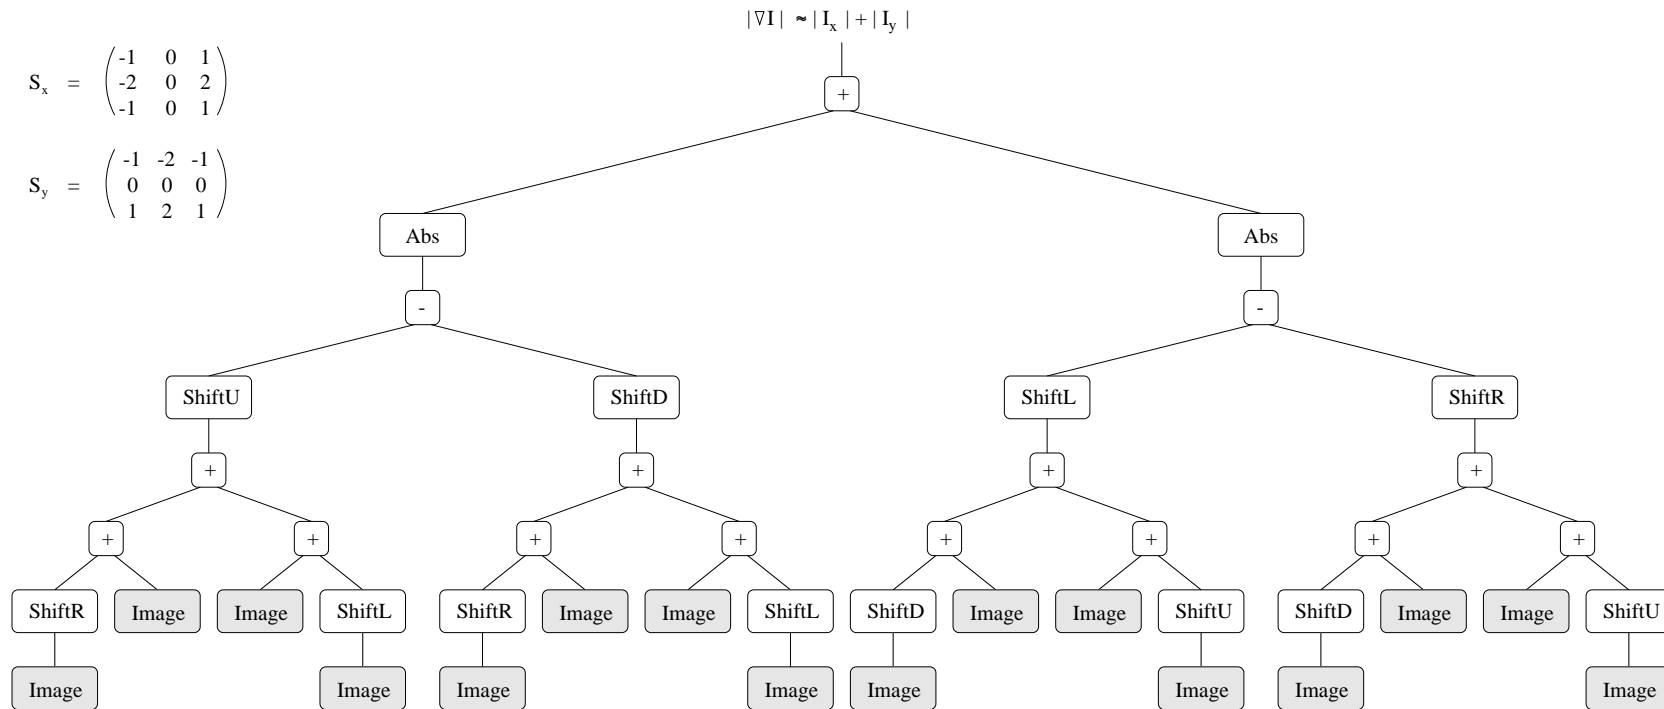 |∇I| ≈ | Ix | + | Iy |
Sx = ( -1 0 1
-2 0 2
-1 0 1 )
Sy = ( -1 -2 -1
0 0 0
1 2 1 )
+
Abs Abs
- -
ShiftU ShiftD ShiftL ShiftR
+ + + +
+ + + + + + + +
ShiftR Image Image ShiftL ShiftR Image Image ShiftL ShiftD Image Image ShiftU ShiftD Image Image ShiftU
Image Image Image Image Image Image Image Image